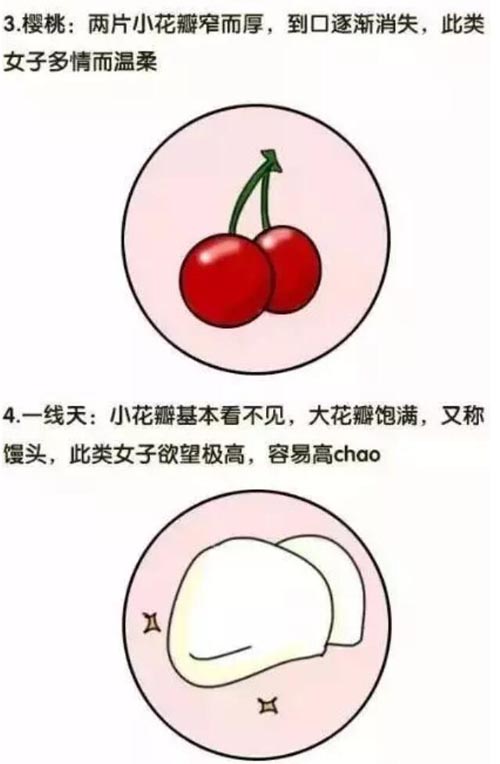 3.樱桃：两片小花瓣窄而厚，到口逐渐消失，此类
女子多情而温柔
4.一线天：小花瓣基本看不见，大花瓣饱满，又称
馒头，此类女子欲望极高，容易高chao